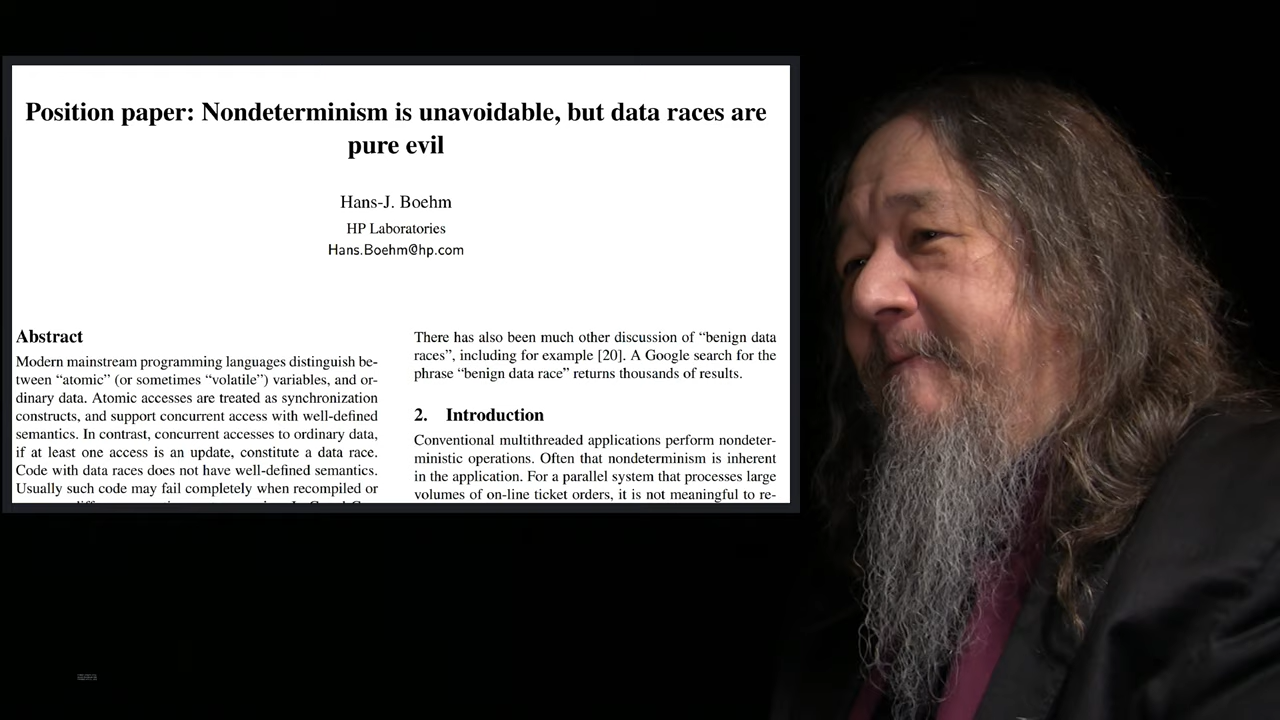 Position paper: Nondeterminism is unavoidable, but data races are
pure evil
Hans-J. Boehm
HP Laboratories
Hans.Boehm@hp.com
Abstract
Modern mainstream programming languages distinguish be-
tween “atomic” (or sometimes “volatile”) variables, and or-
dinary data. Atomic accesses are treated as synchronization
constructs, and support concurrent access with well-defined
semantics. In contrast, concurrent accesses to ordinary data,
if at least one access is an update, constitute a data race.
Code with data races does not have well-defined semantics.
Usually such code may fail completely when recompiled or
There has also been much other discussion of “benign data
races”, including for example [20]. A Google search for the
phrase “benign data race” returns thousands of results.
2. Introduction
Conventional multithreaded applications perform nondeter-
ministic operations. Often that nondeterminism is inherent
in the application. For a parallel system that processes large
volumes of on-line ticket orders, it is not meaningful to re-